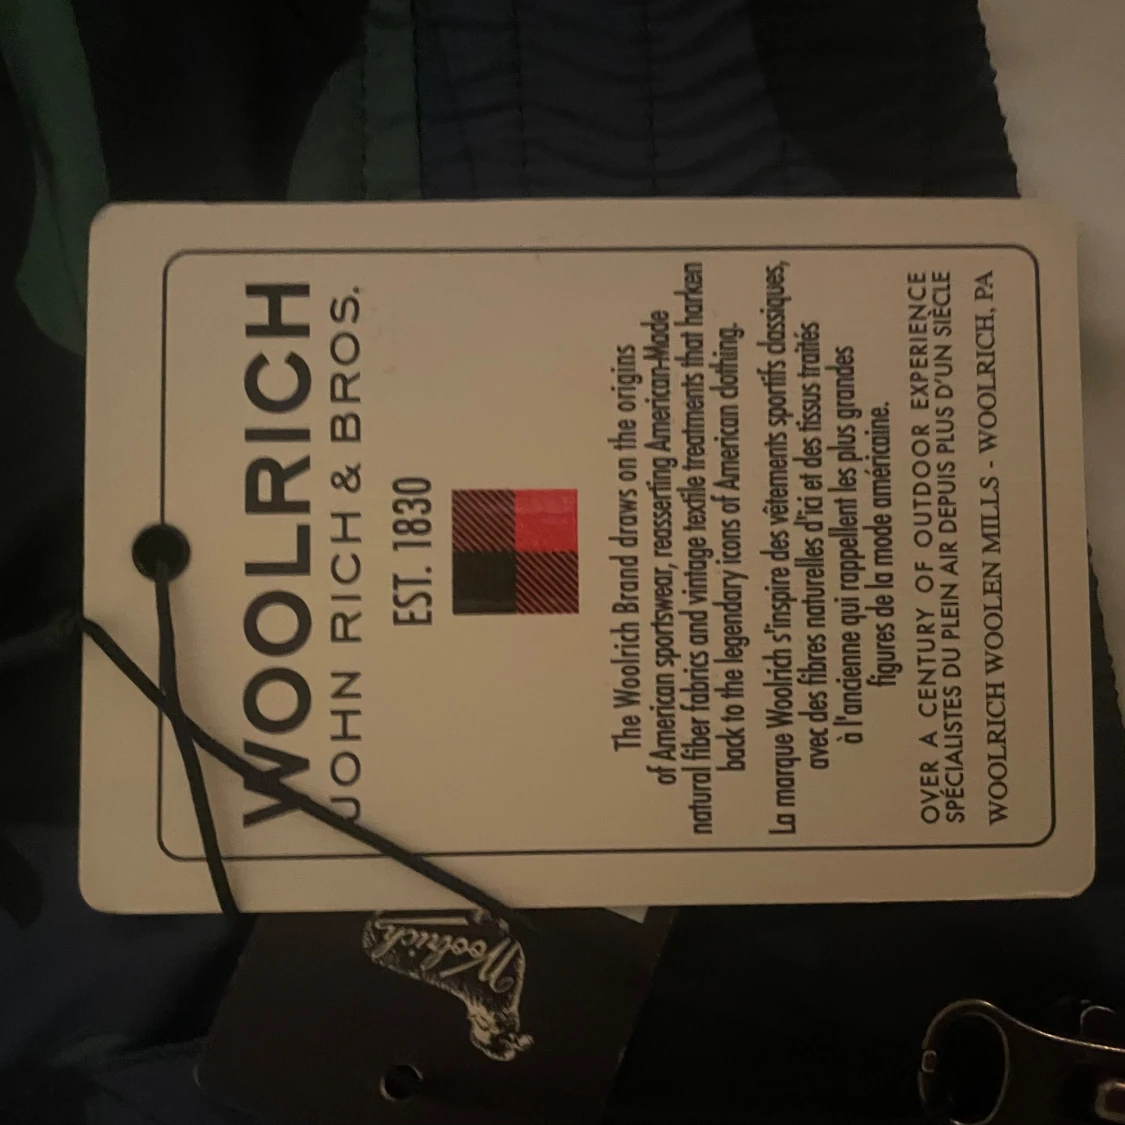 WOOLRICH
JOHN RICH & BROS.
EST. 1830
The Woolrich Brand draws on the origins
of American sportswear, reasserting American-Made
natural fiber fabrics and vintage textile treatments that harken
back to the legendary icons of American clothing.
La marque Woolrich s'inspire des vêtements sportifs classiques,
avec des fibres naturelles d'ici et des tissus traités
à l'ancienne qui rappellent les plus grandes
figures de la mode américaine.
OVER A CENTURY OF OUTDOOR EXPERIENCE
SPÉCIALISTES DU PLEIN AIR DEPUIS PLUS D'UN SIÈCLE
WOOLRICH WOOLEN MILLS - WOOLRICH, PA
Woolrich